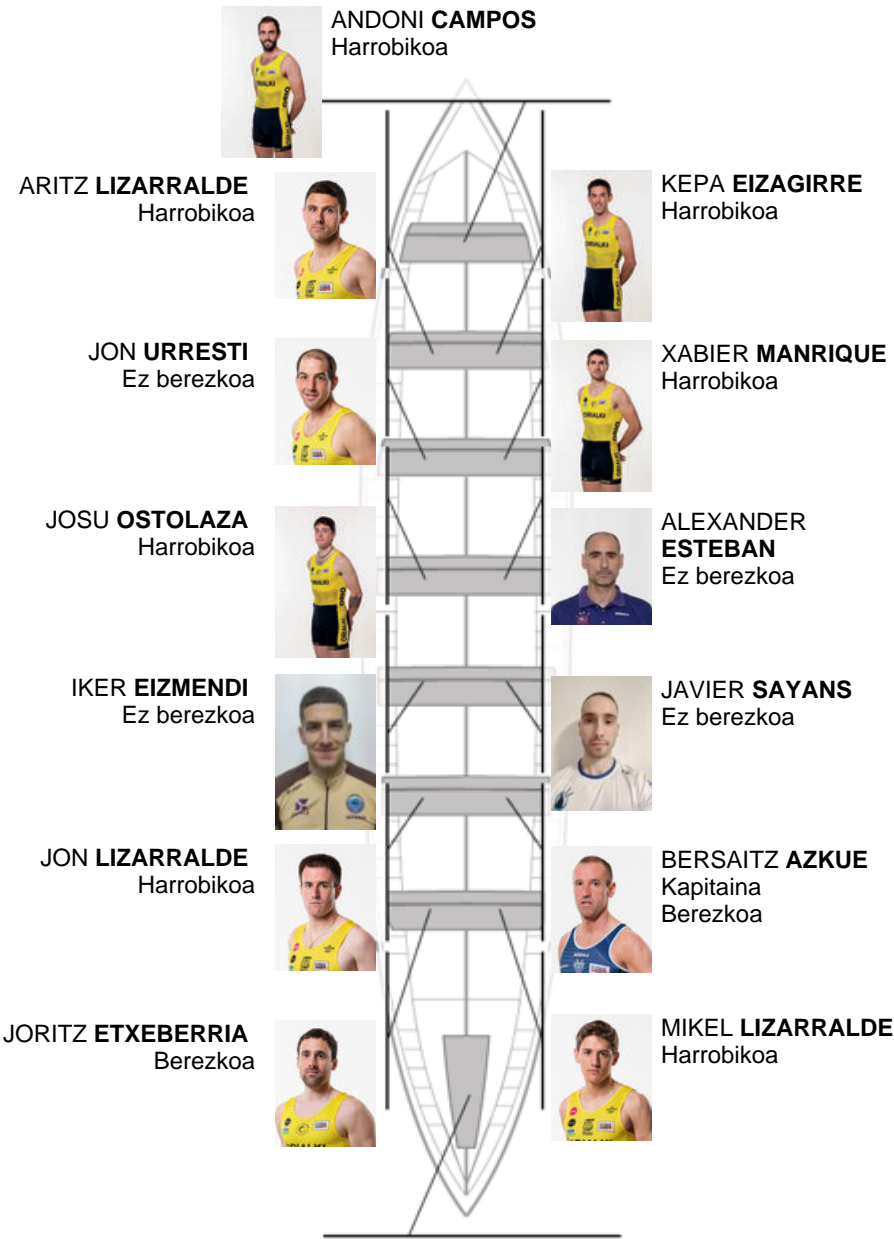 ANDONI CAMPOS
Harrobikoa
ARITZ LIZARRALDE
Harrobikoa
KEPA EIZAGIRRE
Harrobikoa
JON URRESTI
Ez berezkoa
XABIER MANRIQUE
Harrobikoa
JOSU OSTOLAZA
Harrobikoa
ALEXANDER
ESTEBAN
Ez berezkoa
IKER EIZMENDI
Ez berezkoa
JAVIER SAYANS
Ez berezkoa
JON LIZARRALDE
Harrobikoa
BERSAITZ AZKUE
Kapitaina
Berezkoa
JORITZ ETXEBERRIA
Berezkoa
MIKEL LIZARRALDE
Harrobikoa